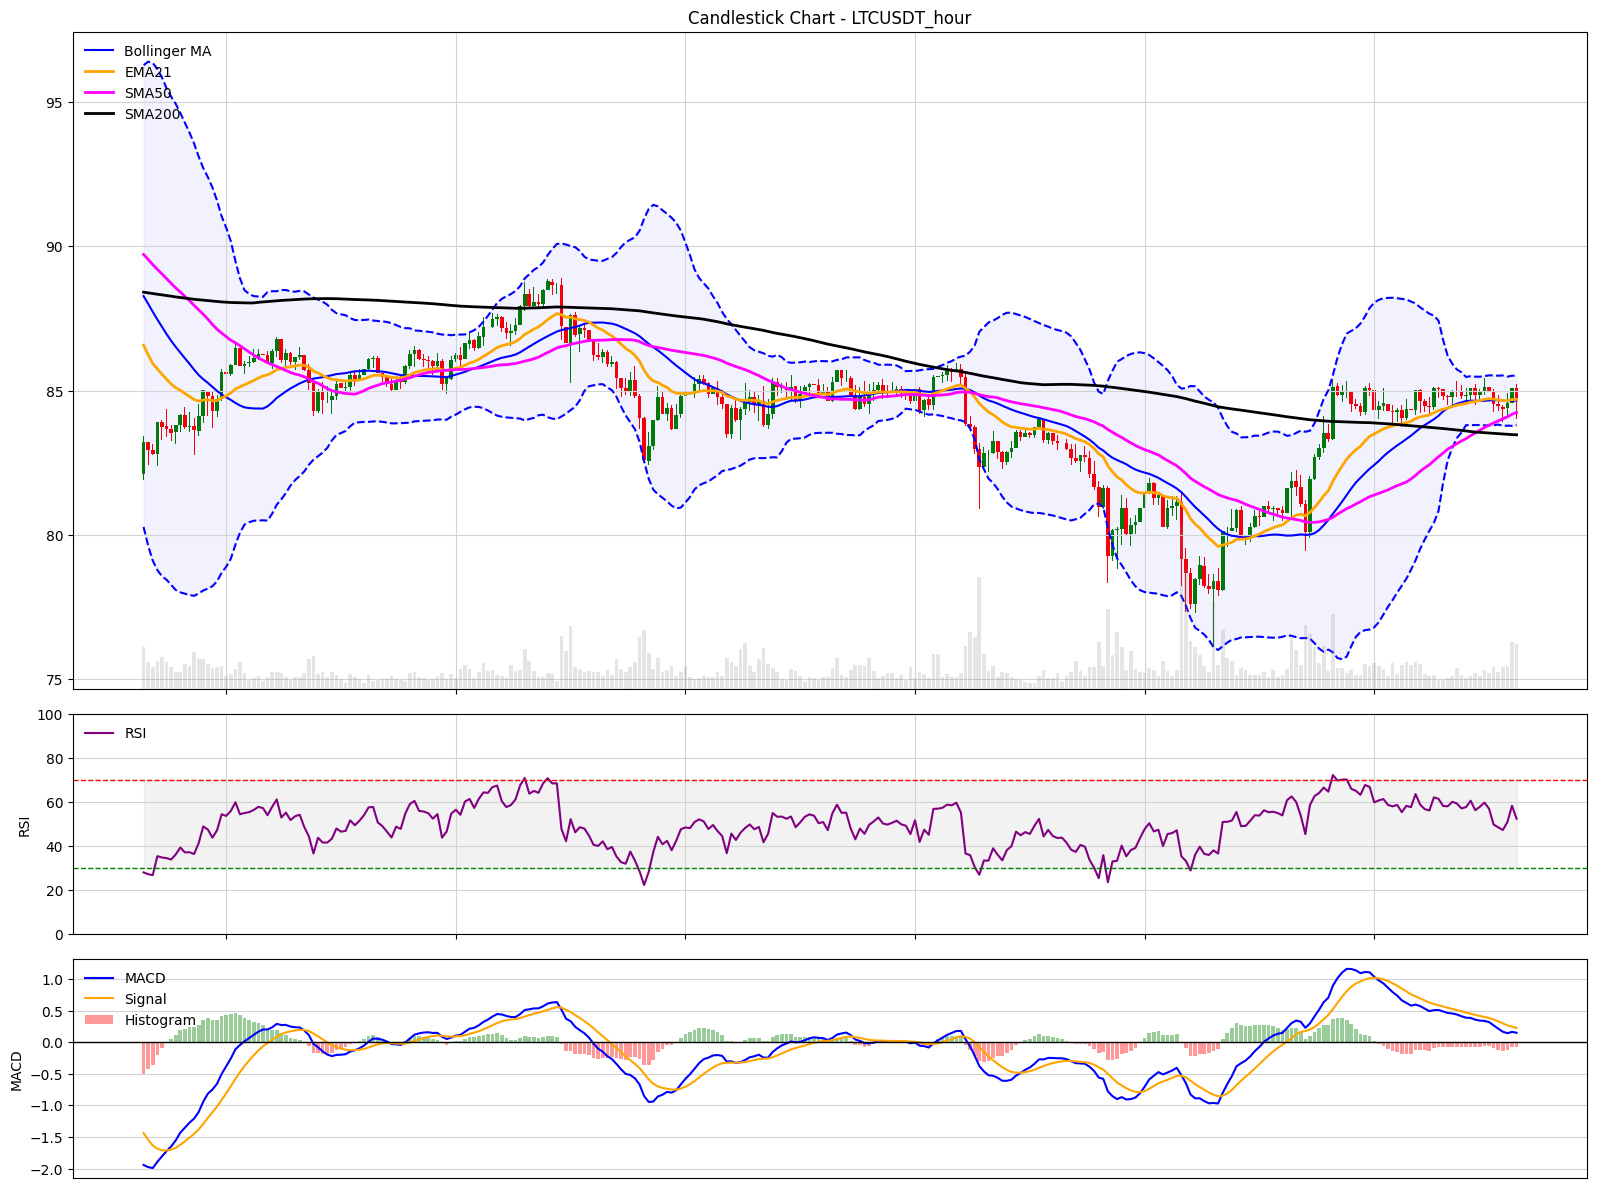 Candlestick Chart - LTCUSDT_hour
Bollinger MA
EMA21
SMA50
SMA200
95
90
85
80
75
RSI
100
80
60
40
20
0
RSI
MACD
Signal
Histogram
1.0
0.5
0.0
−0.5
−1.0
−1.5
−2.0
MACD